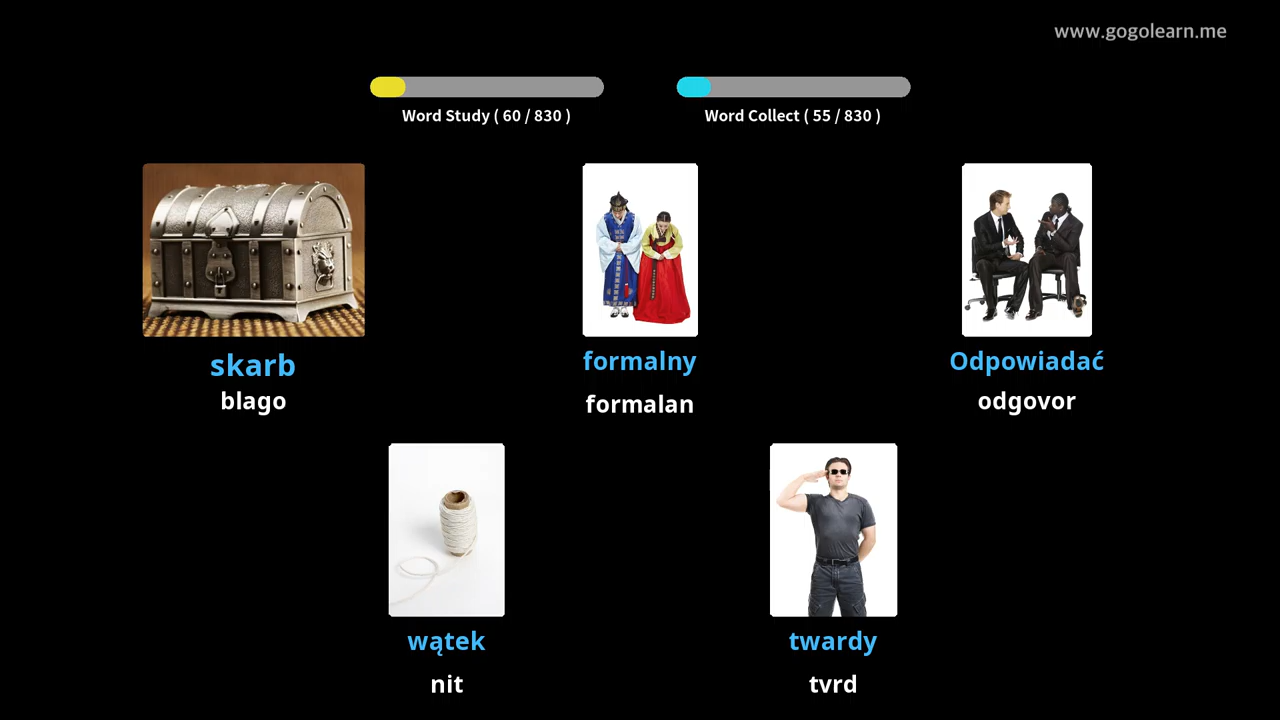 www.gogolearn.me
Word Study ( 60 / 830 )
Word Collect ( 55 / 830 )
skarb
blago
formalny
formalan
Odpowiadać
odgovor
wątek
nit
twardy
tvrd